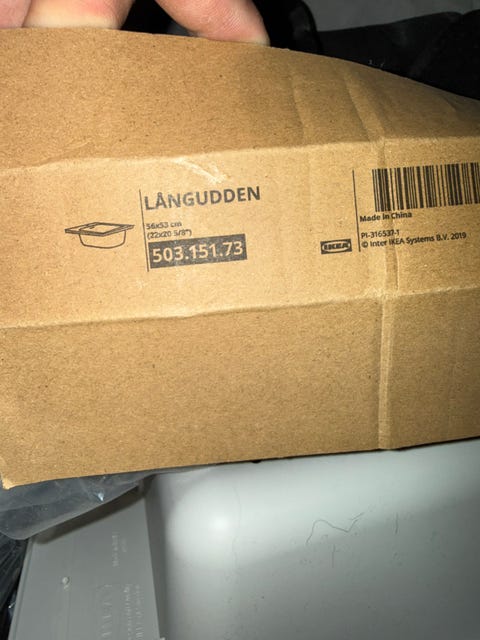 LÅNGUDDEN
56x53 cm
(22x20 5/8")
503.151.73
IKEA
Made in China
PI-316537-1
© Inter IKEA Systems B.V. 2019